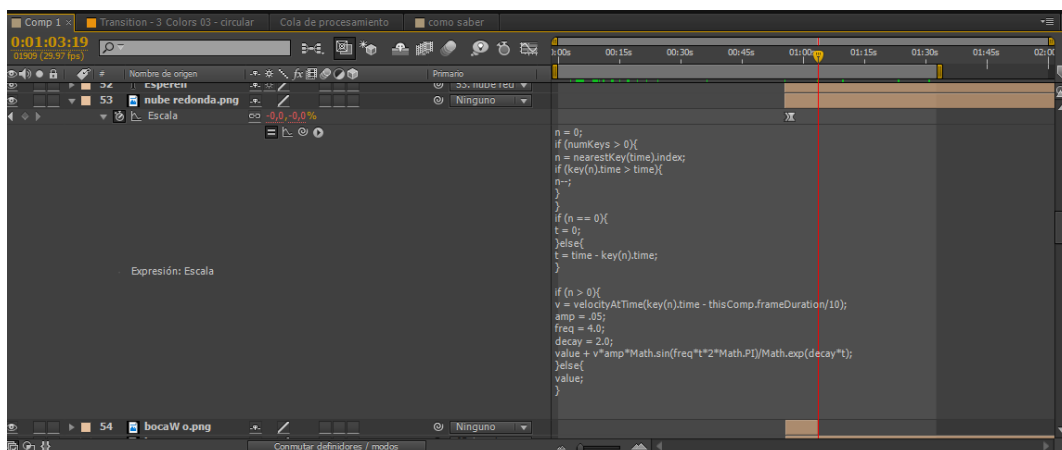 Comp 1 × Transition - 3 Colors 03 - circular Cola de procesamiento como saber
0:01:03:19
01909 (29.97 fps)
):00s 00:15s 00:30s 00:45s 01:00s 01:15s 01:30s 01:45s 02:00
# Nombre de origen fx Primario
52 T Esperen 53. nube red
53 nube redonda.png Ninguno
Escala -0,0,-0,0%
n = 0;
if (numKeys > 0){
n = nearestKey(time).index;
if (key(n).time > time){
n--;
}
}
if (n == 0){
t = 0;
}else{
t = time - key(n).time;
}
Expresión: Escala
if (n > 0){
v = velocityAtTime(key(n).time - thisComp.frameDuration/10);
amp = .05;
freq = 4.0;
decay = 2.0;
value + v*amp*Math.sin(freq*t*2*Math.PI)/Math.exp(decay*t);
}else{
value;
}
54 bocaW o.png Ninguno
Conmutar definidores / modos